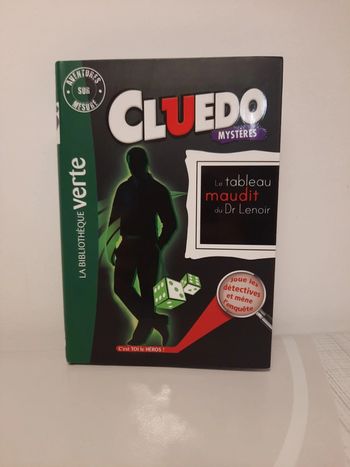 AVENTURES
SUR
MESURE
CLUEDO
MYSTÈRES
LA BIBLIOTHÈQUE verte
Le tableau
maudit
du Dr Lenoir
Joue les
détectives
et mène
l'enquête
C'est TOI le HÉROS !